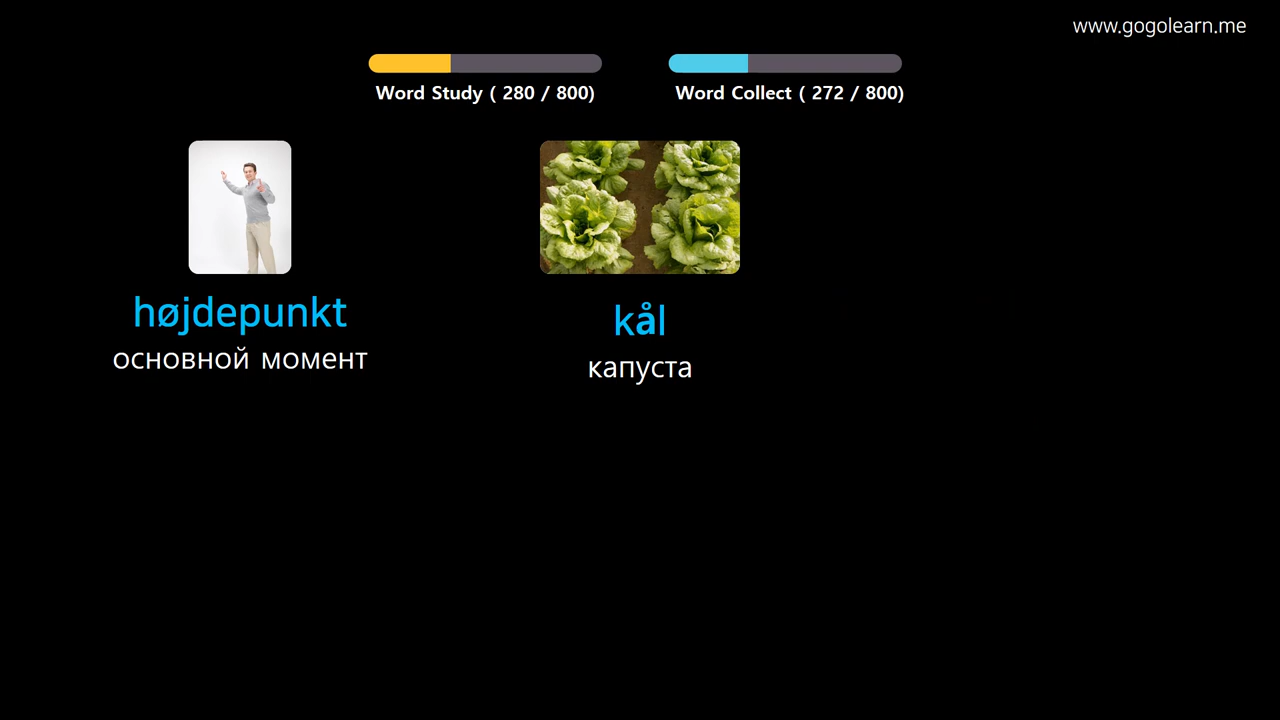 www.gogolearn.me
Word Study ( 280 / 800)
Word Collect ( 272 / 800)
højdepunkt
основной момент
kål
капуста